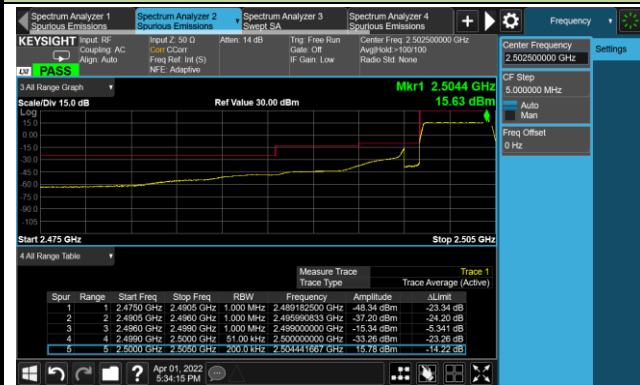 Spectrum Analyzer 1
Spurious Emissions
Spectrum Analyzer 2
Spurious Emissions
Spectrum Analyzer 3
Swept SA
Spectrum Analyzer 4
Spurious Emissions
Frequency
KEYSIGHT
Input: RF
Coupling: AC
Align: Auto
Input Z: 50 Ω
Corr CCorr
Freq Ref: Int (S)
NFE: Adaptive
Atten: 14 dB
Trig: Free Run
Gate: Off
IF Gain: Low
Center Freq: 2.502500000 GHz
Avg|Hold:>100/100
Radio Std: None
PASS
Center Frequency
2.502500000 GHz
Settings
CF Step
5.000000 MHz
Auto
Man
Freq Offset
0 Hz
3 All Range Graph
Mkr1 2.5044 GHz
Scale/Div 15.0 dB
Ref Value 30.00 dBm
15.63 dBm
Log
15.0
0.00
-15.0
-30.0
-45.0
-60.0
-75.0
-90.0
-105
Start 2.475 GHz
Stop 2.505 GHz
4 All Range Table
Measure Trace Trace 1
Trace Type Trace Average (Active)
Spur Range Start Freq Stop Freq RBW Frequency Amplitude ΔLimit
1 1 2.4750 GHz 2.4905 GHz 1.000 MHz 2.489182500 GHz -48.34 dBm -23.34 dB
2 2 2.4905 GHz 2.4960 GHz 1.000 MHz 2.495990833 GHz -37.20 dBm -24.20 dB
3 3 2.4960 GHz 2.4990 GHz 1.000 MHz 2.499000000 GHz -15.34 dBm -5.341 dB
4 4 2.4990 GHz 2.5000 GHz 51.00 kHz 2.500000000 GHz -33.26 dBm -23.26 dB
5 5 2.5000 GHz 2.5050 GHz 200.0 kHz 2.504441667 GHz 15.78 dBm -14.22 dB
Apr 01, 2022
5:34:15 PM